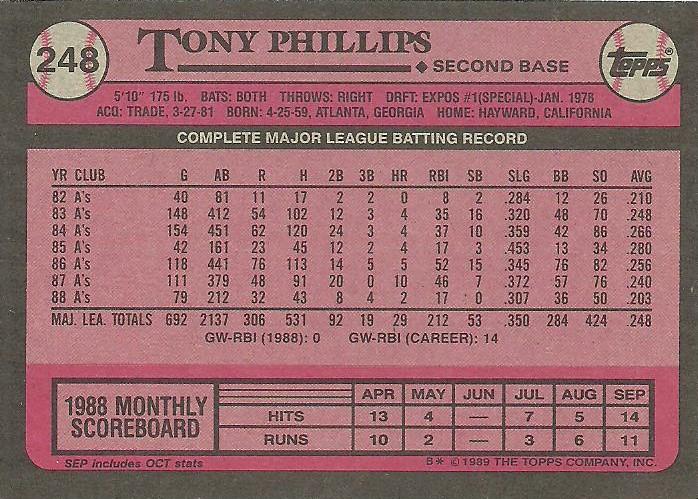 248 TONY PHILLIPS topps®
◆ SECOND BASE
5'10" 175 lb. BATS: BOTH THROWS: RIGHT DRFT: EXPOS #1(SPECIAL)-JAN. 1978
ACQ: TRADE, 3-27-81 BORN: 4-25-59, ATLANTA, GEORGIA HOME: HAYWARD, CALIFORNIA
COMPLETE MAJOR LEAGUE BATTING RECORD
YR CLUB G AB R H 2B 3B HR RBI SB SLG BB SO AVG
82 A's 40 81 11 17 2 2 0 8 2 .284 12 26 .210
83 A's 148 412 54 102 12 3 4 35 16 .320 48 70 .248
84 A's 154 451 62 120 24 3 4 37 10 .359 42 86 .266
85 A's 42 161 23 45 12 2 4 17 3 .453 13 34 .280
86 A's 118 441 76 113 14 5 5 52 15 .345 76 82 .256
87 A's 111 379 48 91 20 0 10 46 7 .372 57 76 .240
88 A's 79 212 32 43 8 4 2 17 0 .307 36 50 .203
MAJ. LEA. TOTALS 692 2137 306 531 92 19 29 212 53 .350 284 424 .248
GW-RBI (1988): 0 GW-RBI (CAREER): 14
1988 MONTHLY SCOREBOARD
APR MAY JUN JUL AUG SEP
HITS 13 4 — 7 5 14
RUNS 10 2 — 3 6 11
SEP includes OCT stats B* © 1989 THE TOPPS COMPANY, INC.